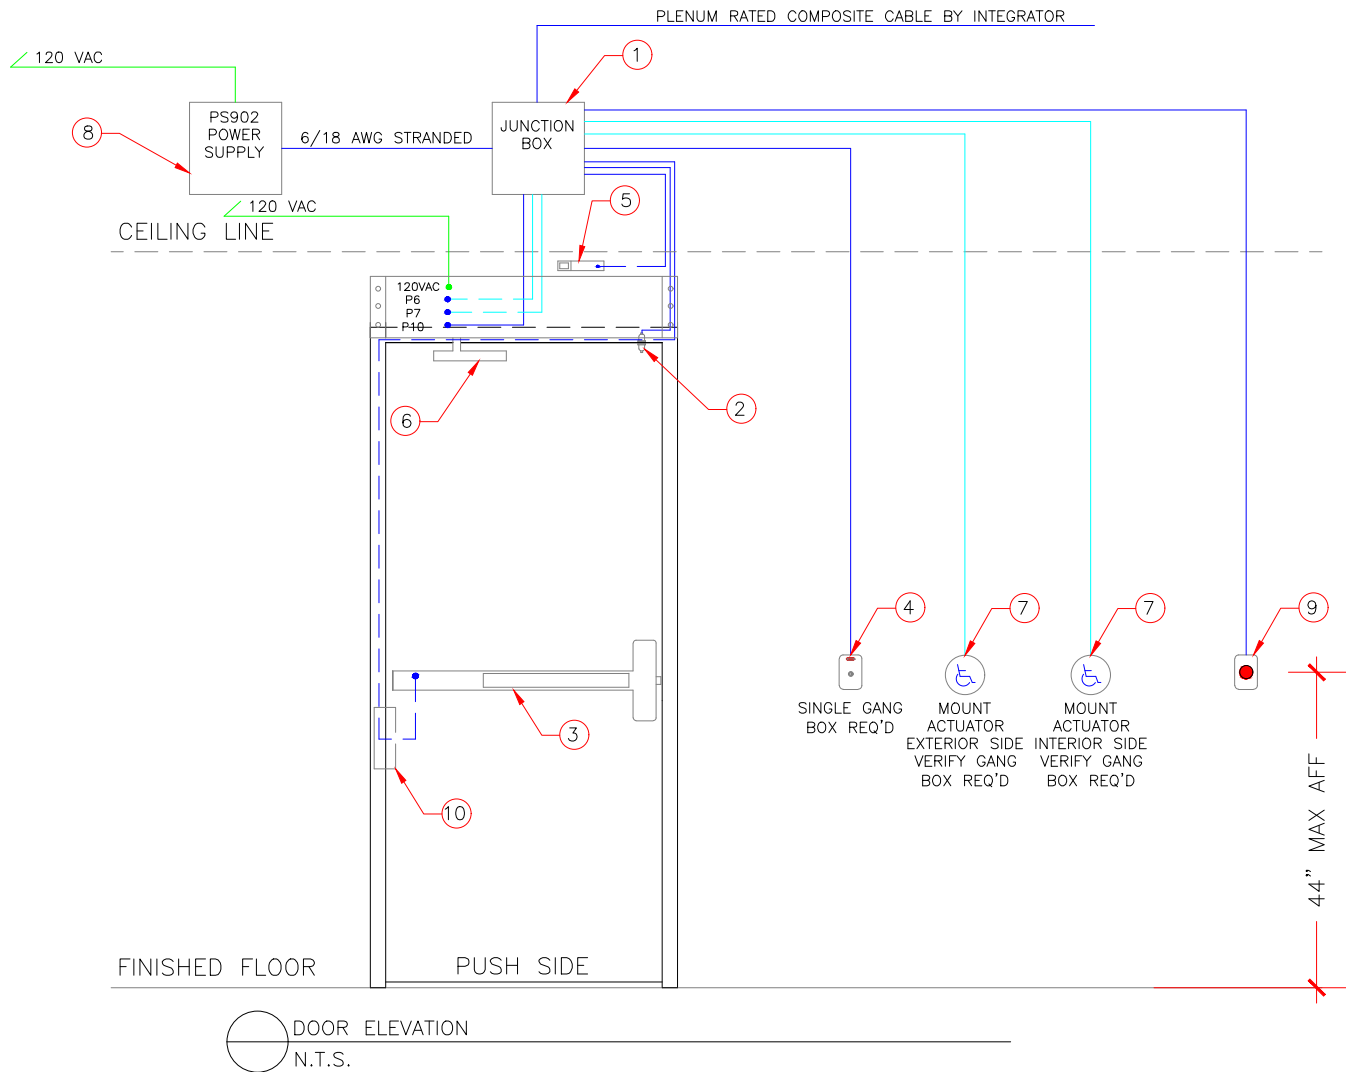 PLENUM RATED COMPOSITE CABLE BY INTEGRATOR
120 VAC
1
PS902
POWER
SUPPLY
8
6/18 AWG STRANDED
JUNCTION
BOX
120 VAC
5
CEILING LINE
120VAC
P6
P7
P10
6
2
4
7
7
9
SINGLE GANG
BOX REQ'D
MOUNT
ACTUATOR
EXTERIOR SIDE
VERIFY GANG
BOX REQ'D
MOUNT
ACTUATOR
INTERIOR SIDE
VERIFY GANG
BOX REQ'D
3
10
44" MAX AFF
FINISHED FLOOR
PUSH SIDE
DOOR ELEVATION
N.T.S.